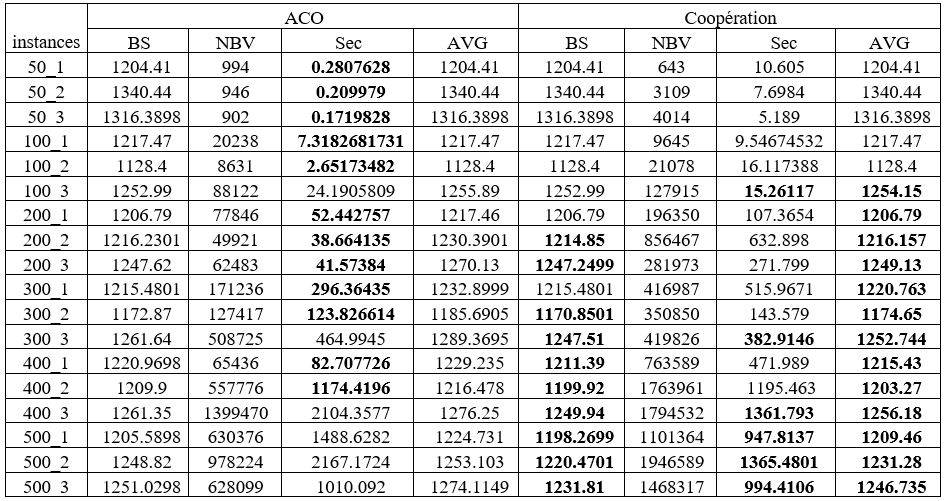 ACO Coopération
instances BS NBV Sec AVG BS NBV Sec AVG
50_1 1204.41 994 0.2807628 1204.41 1204.41 643 10.605 1204.41
50_2 1340.44 946 0.209979 1340.44 1340.44 3109 7.6984 1340.44
50_3 1316.3898 902 0.1719828 1316.3898 1316.3898 4014 5.189 1316.3898
100_1 1217.47 20238 7.3182681731 1217.47 1217.47 9645 9.54674532 1217.47
100_2 1128.4 8631 2.65173482 1128.4 1128.4 21078 16.117388 1128.4
100_3 1252.99 88122 24.1905809 1255.89 1252.99 127915 15.26117 1254.15
200_1 1206.79 77846 52.442757 1217.46 1206.79 196350 107.3654 1206.79
200_2 1216.2301 49921 38.664135 1230.3901 1214.85 856467 632.898 1216.157
200_3 1247.62 62483 41.57384 1270.13 1247.2499 281973 271.799 1249.13
300_1 1215.4801 171236 296.36435 1232.8999 1215.4801 416987 515.9671 1220.763
300_2 1172.87 127417 123.826614 1185.6905 1170.8501 350850 143.579 1174.65
300_3 1261.64 508725 464.9945 1289.3695 1247.51 419826 382.9146 1252.744
400_1 1220.9698 65436 82.707726 1229.235 1211.39 763589 471.989 1215.43
400_2 1209.9 557776 1174.4196 1216.478 1199.92 1763961 1195.463 1203.27
400_3 1261.35 1399470 2104.3577 1276.25 1249.94 1794532 1361.793 1256.18
500_1 1205.5898 630376 1488.6282 1224.731 1198.2699 1101364 947.8137 1209.46
500_2 1248.82 978224 2167.1724 1253.103 1220.4701 1946589 1365.4801 1231.28
500_3 1251.0298 628099 1010.092 1274.1149 1231.81 1468317 994.4106 1246.735